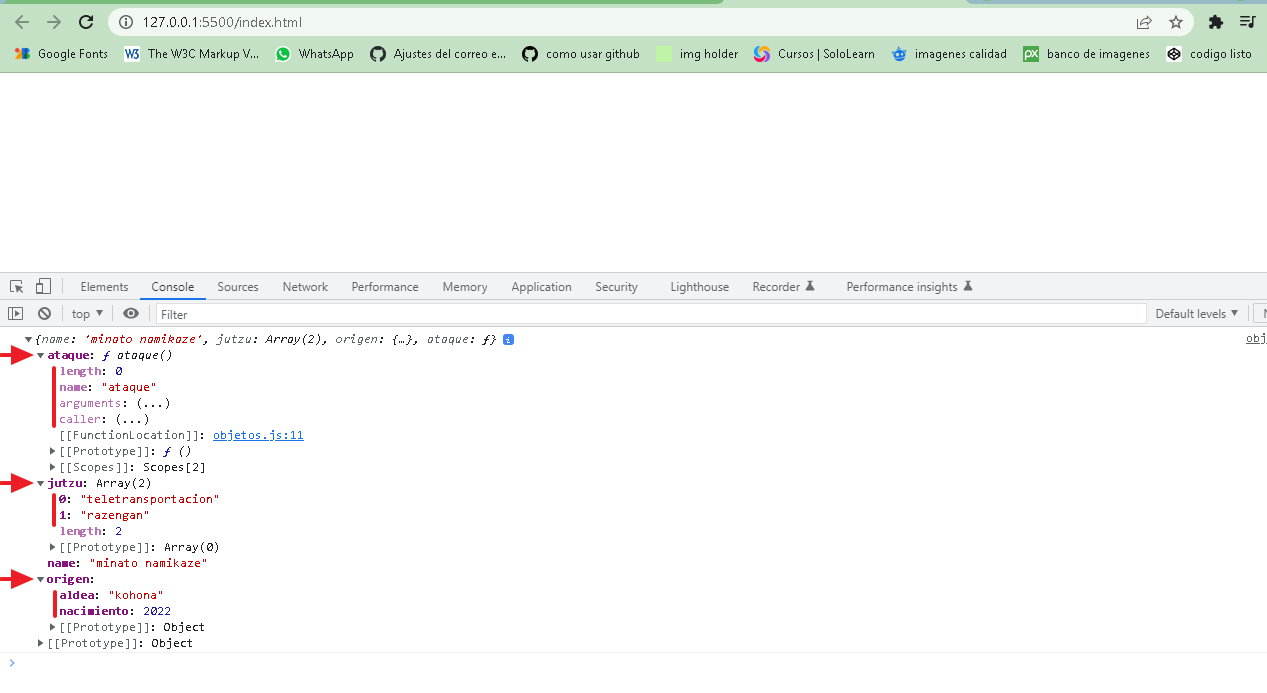 127.0.0.1:5500/index.html
Google Fonts The W3C Markup V... WhatsApp Ajustes del correo e... como usar github img holder Cursos | SoloLearn imagenes calidad banco de imagenes codigo listo
Elements Console Sources Network Performance Memory Application Security Lighthouse Recorder Performance insights
top Filter Default levels
{name: 'minato namikaze', jutzu: Array(2), origen: {…}, ataque: ƒ} obj
ataque: ƒ ataque()
length: 0
name: "ataque"
arguments: (...)
caller: (...)
[[FunctionLocation]]: objetos.js:11
[[Prototype]]: ƒ ()
[[Scopes]]: Scopes[2]
jutzu: Array(2)
0: "teletransportacion"
1: "razengan"
length: 2
[[Prototype]]: Array(0)
name: "minato namikaze"
origen:
aldea: "kohona"
nacimiento: 2022
[[Prototype]]: Object
[[Prototype]]: Object